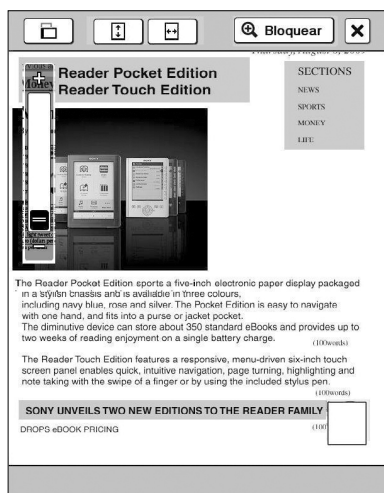 Bloquear
Thursday, August 5,
Reader Pocket Edition
Reader Touch Edition
SECTIONS
NEWS
SPORTS
MONEY
LIFE
The Reader Pocket Edition sports a five-inch electronic paper display packaged
in a stylish chassis and is available in three colours,
including navy blue, rose and silver. The Pocket Edition is easy to navigate
with one hand, and fits into a purse or jacket pocket.
The diminutive device can store about 350 standard eBooks and provides up to
two weeks of reading enjoyment on a single battery charge.
(100words)
The Reader Touch Edition features a responsive, menu-driven six-inch touch
screen panel enables quick, intuitive navigation, page turning, highlighting and
note taking with the swipe of a finger or by using the included stylus pen.
(100words)
SONY UNVEILS TWO NEW EDITIONS TO THE READER FAMILY
DROPS eBOOK PRICING
(100